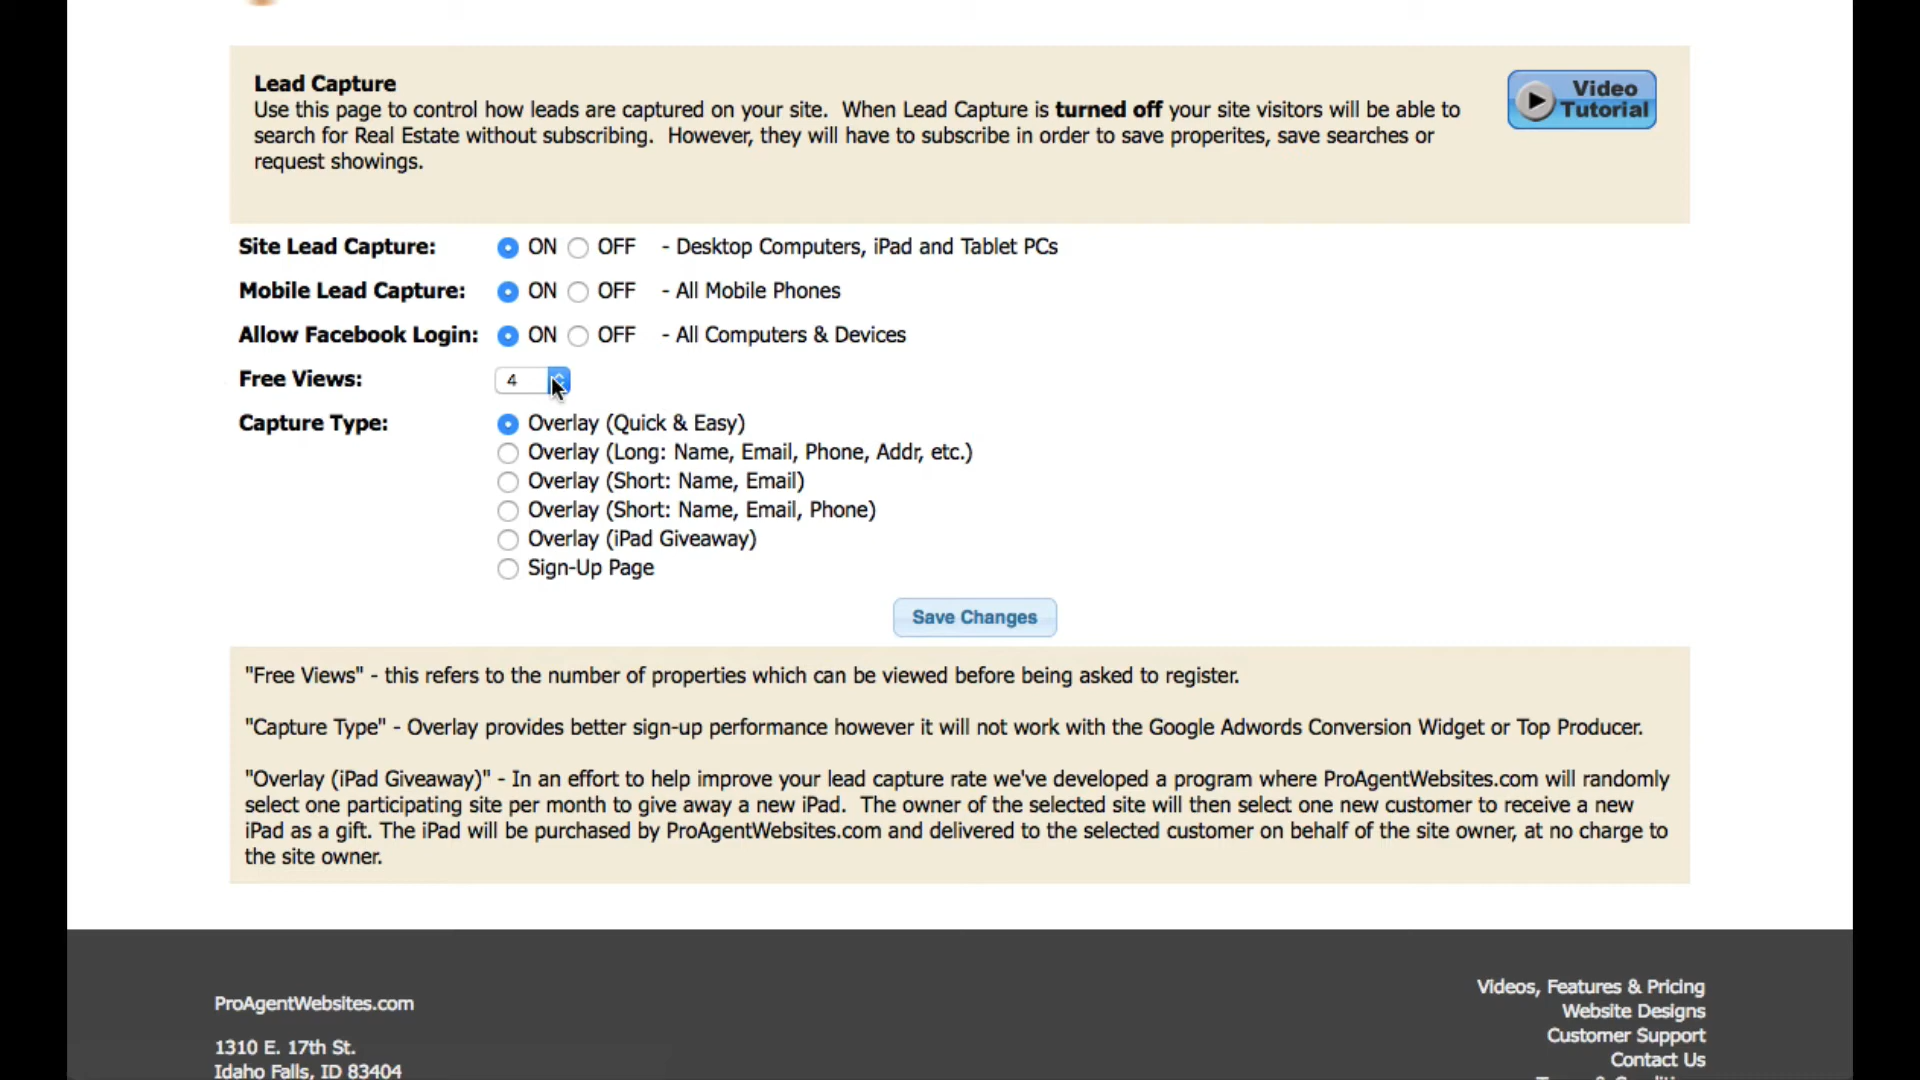 Lead Capture
Use this page to control how leads are captured on your site.  When Lead Capture is turned off your site visitors will be able to
search for Real Estate without subscribing.  However, they will have to subscribe in order to save properites, save searches or
request showings.
Video
Tutorial
Site Lead Capture: ON OFF - Desktop Computers, iPad and Tablet PCs
Mobile Lead Capture: ON OFF - All Mobile Phones
Allow Facebook Login: ON OFF - All Computers & Devices
Free Views: 4
Capture Type: Overlay (Quick & Easy)
Overlay (Long: Name, Email, Phone, Addr, etc.)
Overlay (Short: Name, Email)
Overlay (Short: Name, Email, Phone)
Overlay (iPad Giveaway)
Sign-Up Page
Save Changes
"Free Views" - this refers to the number of properties which can be viewed before being asked to register.
"Capture Type" - Overlay provides better sign-up performance however it will not work with the Google Adwords Conversion Widget or Top Producer.
"Overlay (iPad Giveaway)" - In an effort to help improve your lead capture rate we've developed a program where ProAgentWebsites.com will randomly
select one participating site per month to give away a new iPad.  The owner of the selected site will then select one new customer to receive a new
iPad as a gift. The iPad will be purchased by ProAgentWebsites.com and delivered to the selected customer on behalf of the site owner, at no charge to
the site owner.
ProAgentWebsites.com
1310 E. 17th St.
Idaho Falls, ID 83404
Videos, Features & Pricing
Website Designs
Customer Support
Contact Us